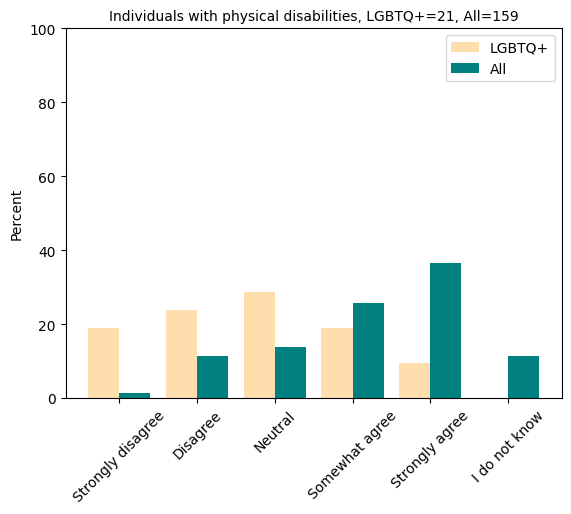 Individuals with physical disabilities, LGBTQ+=21, All=159
100
80
60
40
20
0
Percent
LGBTQ+
All
Strongly disagree
Disagree
Neutral
Somewhat agree
Strongly agree
I do not know